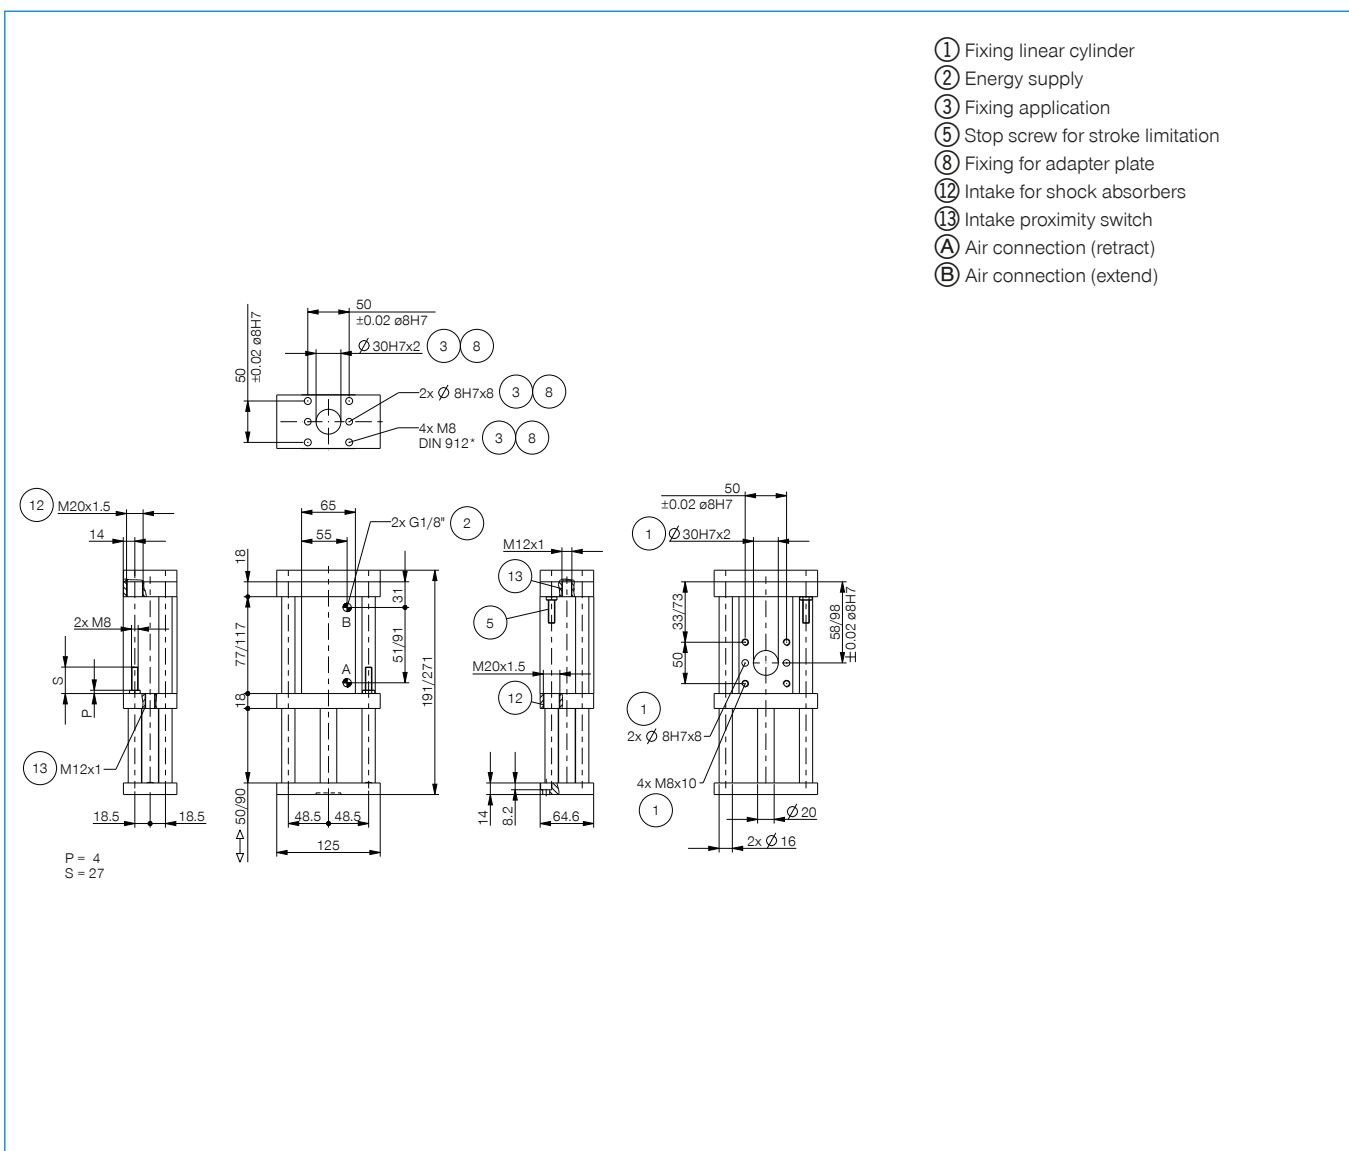 1 Fixing linear cylinder
2 Energy supply
3 Fixing application
5 Stop screw for stroke limitation
8 Fixing for adapter plate
12 Intake for shock absorbers
13 Intake proximity switch
A Air connection (retract)
B Air connection (extend)
50
±0.02 ø8H7
50
±0.02 ø8H7
Ø 30H7x2 3 8
2x Ø 8H7x8 3 8
4x M8
DIN 912* 3 8
12 M20x1.5
14
2x M8
S
P
13 M12x1
18.5 18.5
P = 4
S = 27
65
55
2x G1/8" 2
18
77/117
18
50/90
B
A
31
51/91
191/271
48.5 48.5
125
M12x1
13
5
M20x1.5
12
14
8.2
64.6
50
±0.02 ø8H7
1 Ø 30H7x2
33/73
50
58/98
±0.02 ø8H7
1
2x Ø 8H7x8
4x M8x10
1
Ø 20
2x Ø 16